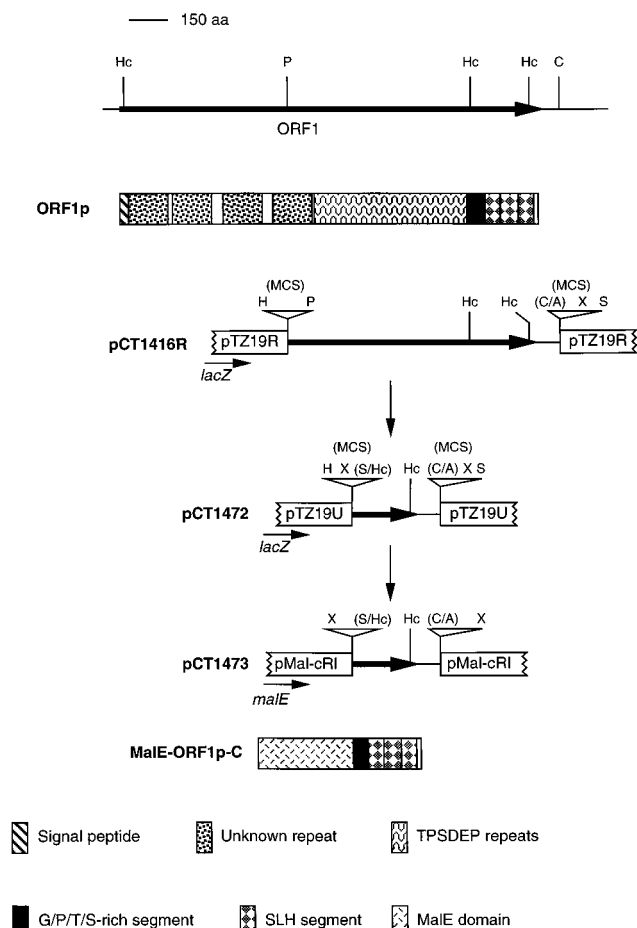 150 aa
Hc P Hc Hc C
ORF1
ORF1p
(MCS) (MCS)
H P Hc Hc (C/A) X S
pCT1416R pTZ19R pTZ19R
lacZ
(MCS) (MCS)
H X (S/Hc) Hc (C/A) X S
pCT1472 pTZ19U pTZ19U
lacZ
X (S/Hc) Hc (C/A) X
pCT1473 pMal-cRI pMal-cRI
malE
MalE-ORF1p-C
Signal peptide Unknown repeat TPSDEP repeats
G/P/T/S-rich segment SLH segment MalE domain